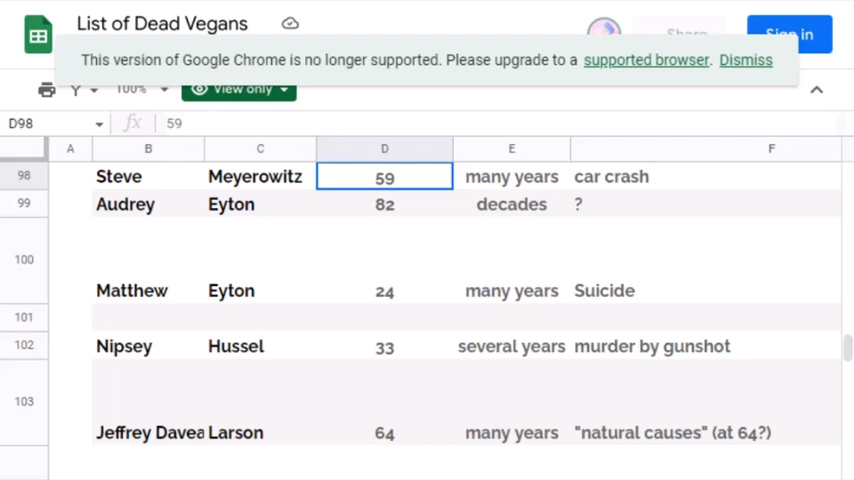 List of Dead Vegans
Share
Sign in
This version of Google Chrome is no longer supported. Please upgrade to a supported browser. Dismiss
100%
View only
D98
fx
59
A B C D E F
98 Steve Meyerowitz 59 many years car crash
99 Audrey Eyton 82 decades ?
100 Matthew Eyton 24 many years Suicide
101
102 Nipsey Hussel 33 several years murder by gunshot
103 Jeffrey Davea Larson 64 many years "natural causes" (at 64?)